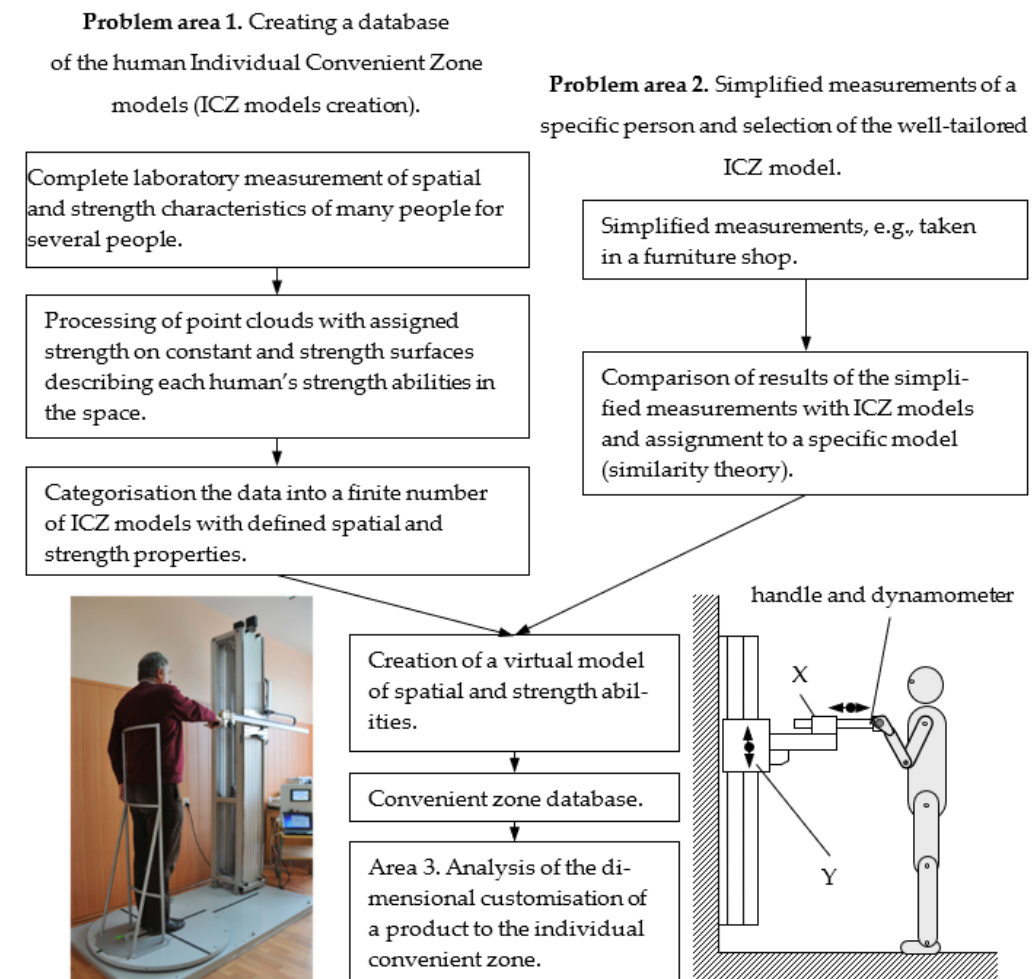 Problem area 1. Creating a database
of the human Individual Convenient Zone
models (ICZ models creation).
Problem area 2. Simplified measurements of a
specific person and selection of the well-tailored
ICZ model.
Complete laboratory measurement of spatial
and strength characteristics of many people for
several people.
Simplified measurements, e.g., taken
in a furniture shop.
Processing of point clouds with assigned
strength on constant and strength surfaces
describing each human's strength abilities in
the space.
Comparison of results of the simpli-
fied measurements with ICZ models
and assignment to a specific model
(similarity theory).
Categorisation the data into a finite number
of ICZ models with defined spatial and
strength properties.
Creation of a virtual model
of spatial and strength abil-
ities.
Convenient zone database.
Area 3. Analysis of the di-
mensional customisation of
a product to the individual
convenient zone.
handle and dynamometer
X
Y